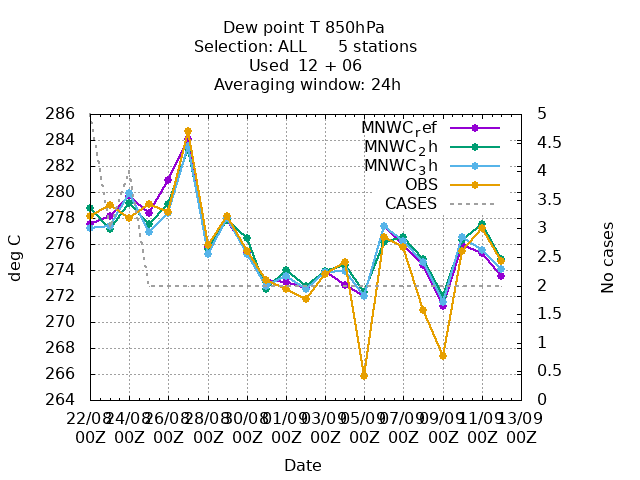 Dew point T 850hPa
Selection: ALL      5 stations
Used  12 + 06
Averaging window: 24h
286
284
282
280
278
276
274
272
270
268
266
264
deg C
5
4.5
4
3.5
3
2.5
2
1.5
1
0.5
0
No cases
MNWC_ref
MNWC_2h
MNWC_3h
OBS
CASES
22/08 24/08 26/08 28/08 30/08 01/09 03/09 05/09 07/09 09/09 11/09 13/09
00Z 00Z 00Z 00Z 00Z 00Z 00Z 00Z 00Z 00Z 00Z 00Z
Date